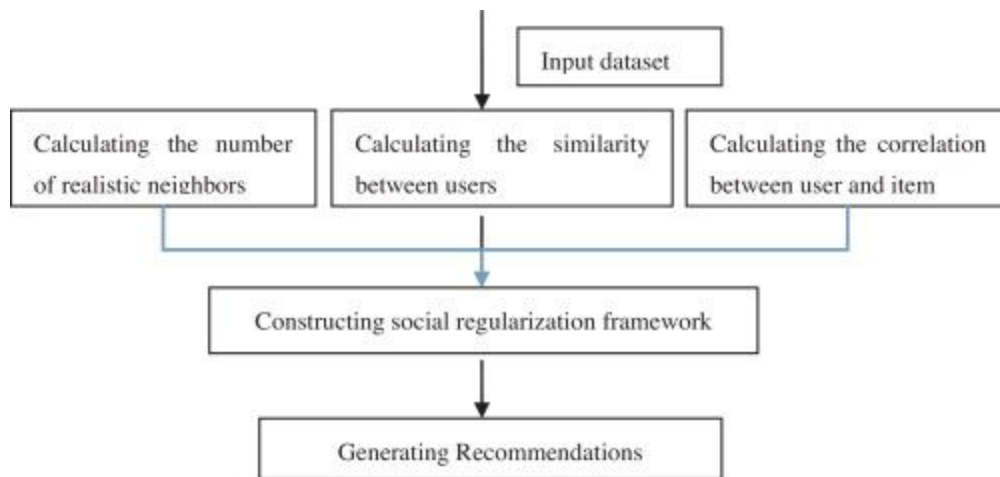 Input dataset
Calculating the number
of realistic neighbors
Calculating the similarity
between users
Calculating the correlation
between user and item
Constructing social regularization framework
Generating Recommendations